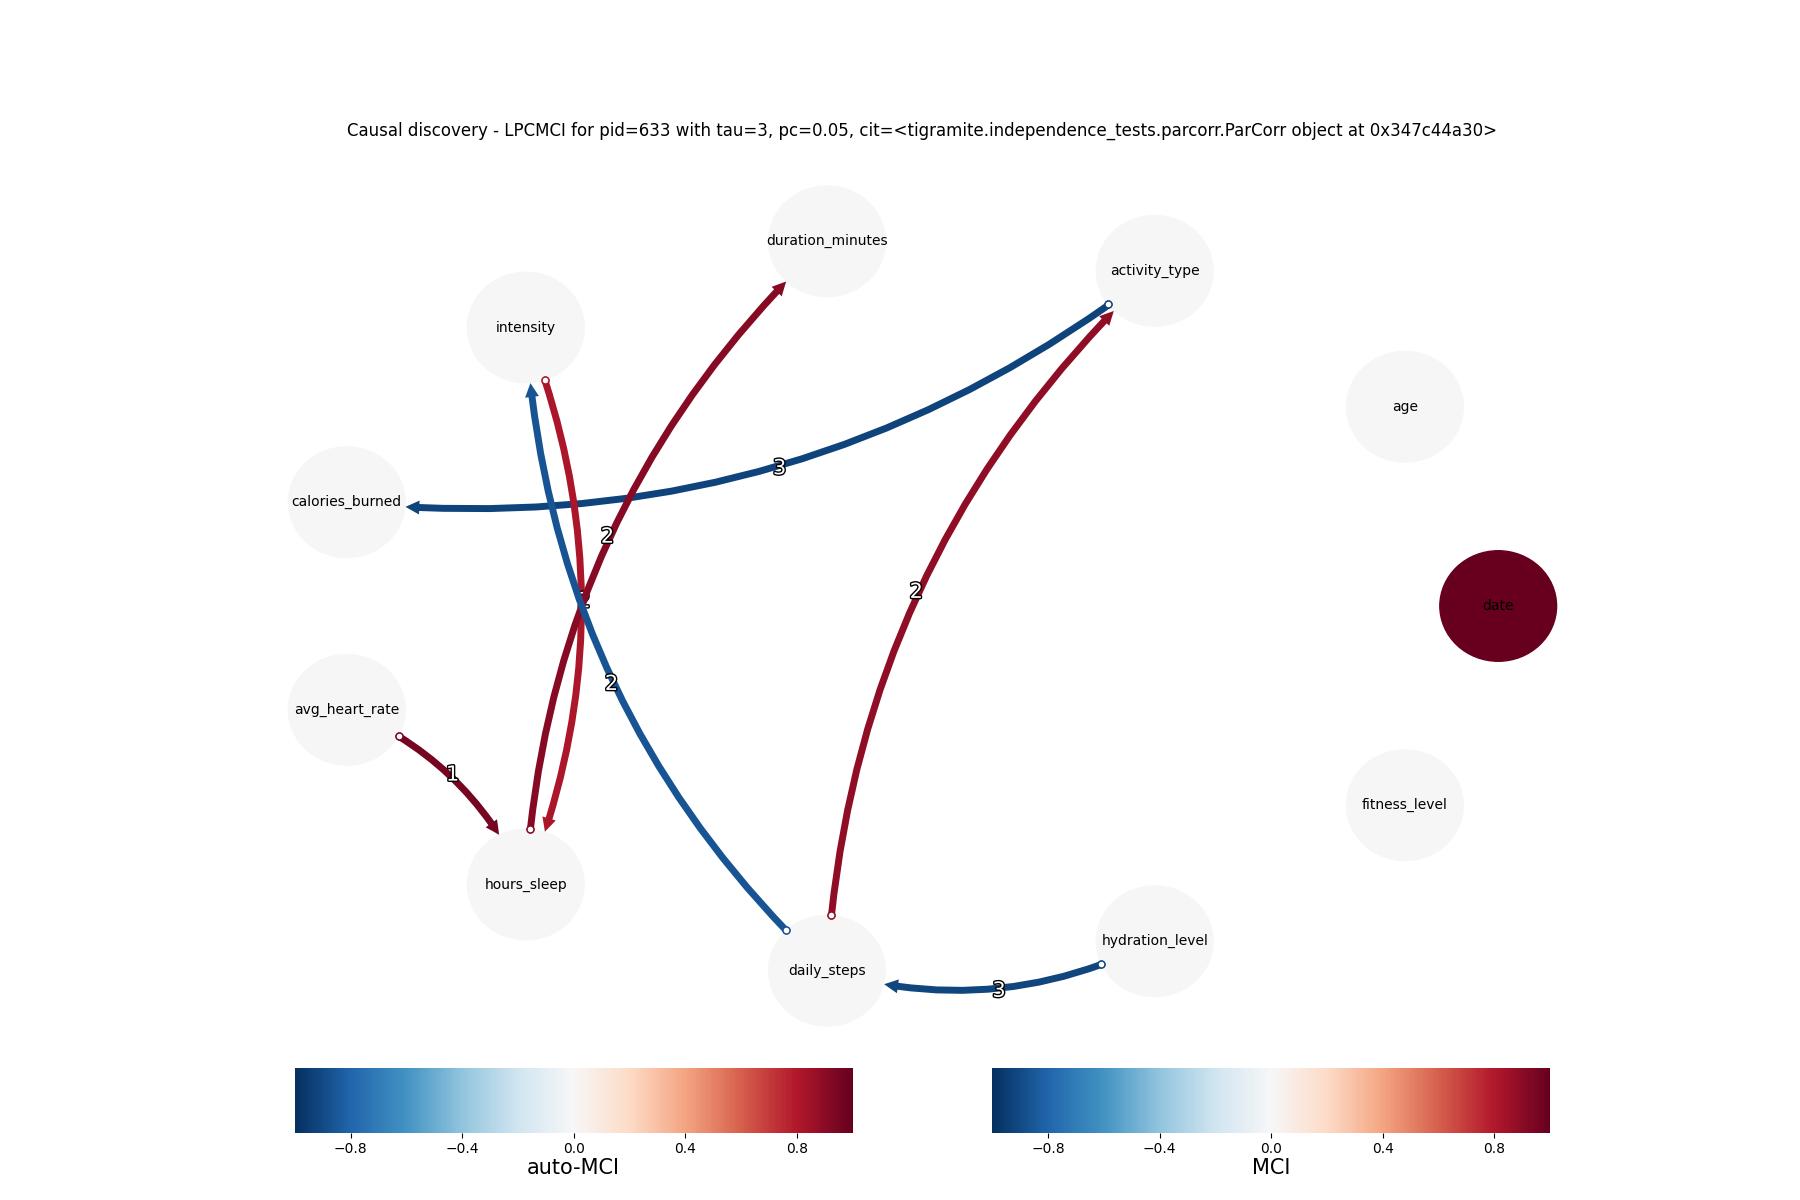 Causal discovery - LPCMCI for pid=633 with tau=3, pc=0.05, cit=<tigramite.independence_tests.parcorr.ParCorr object at 0x347c44a30>
duration_minutes
activity_type
intensity
age
3
calories_burned
2
2
date
2
avg_heart_rate
1
fitness_level
hours_sleep
hydration_level
daily_steps
3
−0.8 −0.4 0.0 0.4 0.8
auto-MCI
−0.8 −0.4 0.0 0.4 0.8
MCI